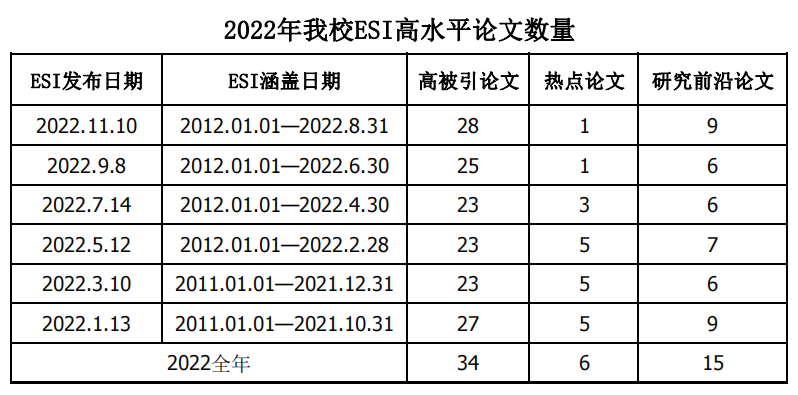 2022年我校ESI高水平论文数量
ESI发布日期 ESI涵盖日期 高被引论文 热点论文 研究前沿论文
2022.11.10 2012.01.01—2022.8.31 28 1 9
2022.9.8 2012.01.01—2022.6.30 25 1 6
2022.7.14 2012.01.01—2022.4.30 23 3 6
2022.5.12 2012.01.01—2022.2.28 23 5 7
2022.3.10 2011.01.01—2021.12.31 23 5 6
2022.1.13 2011.01.01—2021.10.31 27 5 9
2022全年 34 6 15